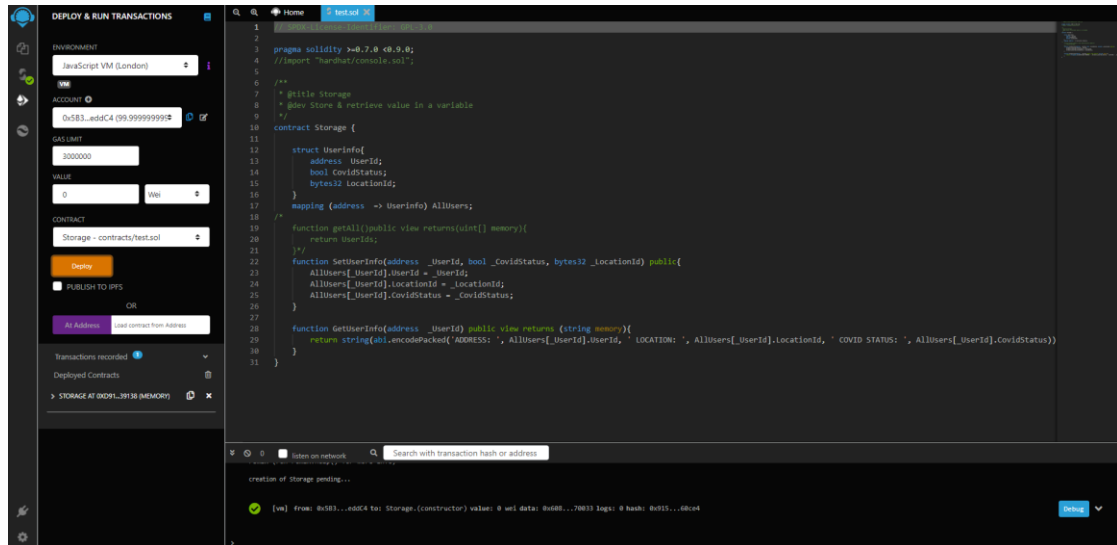 DEPLOY & RUN TRANSACTIONS
ENVIRONMENT
JavaScript VM (London)
VM
ACCOUNT
0x5B3...eddC4 (99.999999999
GAS LIMIT
3000000
VALUE
0
Wei
CONTRACT
Storage - contracts/test.sol
Deploy
PUBLISH TO IPFS
OR
At Address
Load contract from Address
Transactions recorded 1
Deployed Contracts
STORAGE AT 0XD91...39138 (MEMORY)
Home
test.sol
1 // SPDX-License-Identifier: GPL-3.0
2
3 pragma solidity >=0.7.0 <0.9.0;
4 //import "hardhat/console.sol";
5
6 /**
7 * @title Storage
8 * @dev Store & retrieve value in a variable
9 */
10 contract Storage {
11
12 struct Userinfo{
13 address UserId;
14 bool CovidStatus;
15 bytes32 LocationId;
16 }
17 mapping (address => Userinfo) AllUsers;
18 /*
19 function getAll()public view returns(uint[] memory){
20 return UserIds;
21 }*/
22 function SetUserInfo(address _UserId, bool _CovidStatus, bytes32 _LocationId) public{
23 AllUsers[_UserId].UserId = _UserId;
24 AllUsers[_UserId].LocationId = _LocationId;
25 AllUsers[_UserId].CovidStatus = _CovidStatus;
26 }
27
28 function GetUserInfo(address _UserId) public view returns (string memory){
29 return string(abi.encodePacked('ADDRESS: ', AllUsers[_UserId].UserId, ' LOCATION: ', AllUsers[_UserId].LocationId, ' COVID STATUS: ', AllUsers[_UserId].CovidStatus))
30 }
31 }
0
listen on network
Search with transaction hash or address
creation of Storage pending...
[vm] from: 0x5B3...eddC4 to: Storage.(constructor) value: 0 wei data: 0x608...70033 logs: 0 hash: 0x915...60ce4
Debug
>